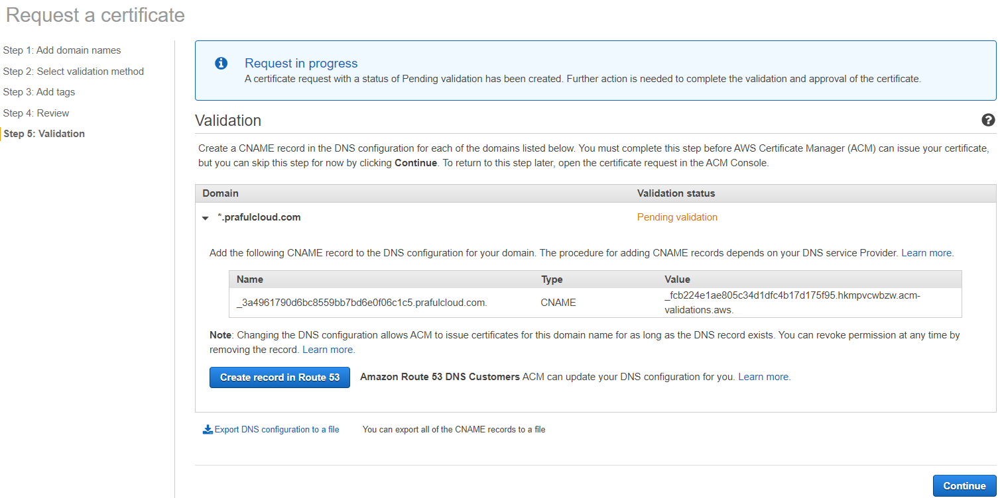 Request a certificate
Step 1: Add domain names
Step 2: Select validation method
Step 3: Add tags
Step 4: Review
Step 5: Validation
Request in progress
A certificate request with a status of Pending validation has been created. Further action is needed to complete the validation and approval of the certificate.
Validation
Create a CNAME record in the DNS configuration for each of the domains listed below. You must complete this step before AWS Certificate Manager (ACM) can issue your certificate,
but you can skip this step for now by clicking Continue. To return to this step later, open the certificate request in the ACM Console.
Domain Validation status
*.prafulcloud.com Pending validation
Add the following CNAME record to the DNS configuration for your domain. The procedure for adding CNAME records depends on your DNS service Provider. Learn more.
Name Type Value
_3a4961790d6bc8559bb7bd6e0f06c1c5.prafulcloud.com. CNAME _fcb224e1ae805c34d1dfc4b17d175f95.hkmpvcwbzw.acm-
validations.aws.
Note: Changing the DNS configuration allows ACM to issue certificates for this domain name for as long as the DNS record exists. You can revoke permission at any time by
removing the record. Learn more.
Create record in Route 53 Amazon Route 53 DNS Customers ACM can update your DNS configuration for you. Learn more.
Export DNS configuration to a file You can export all of the CNAME records to a file
Continue